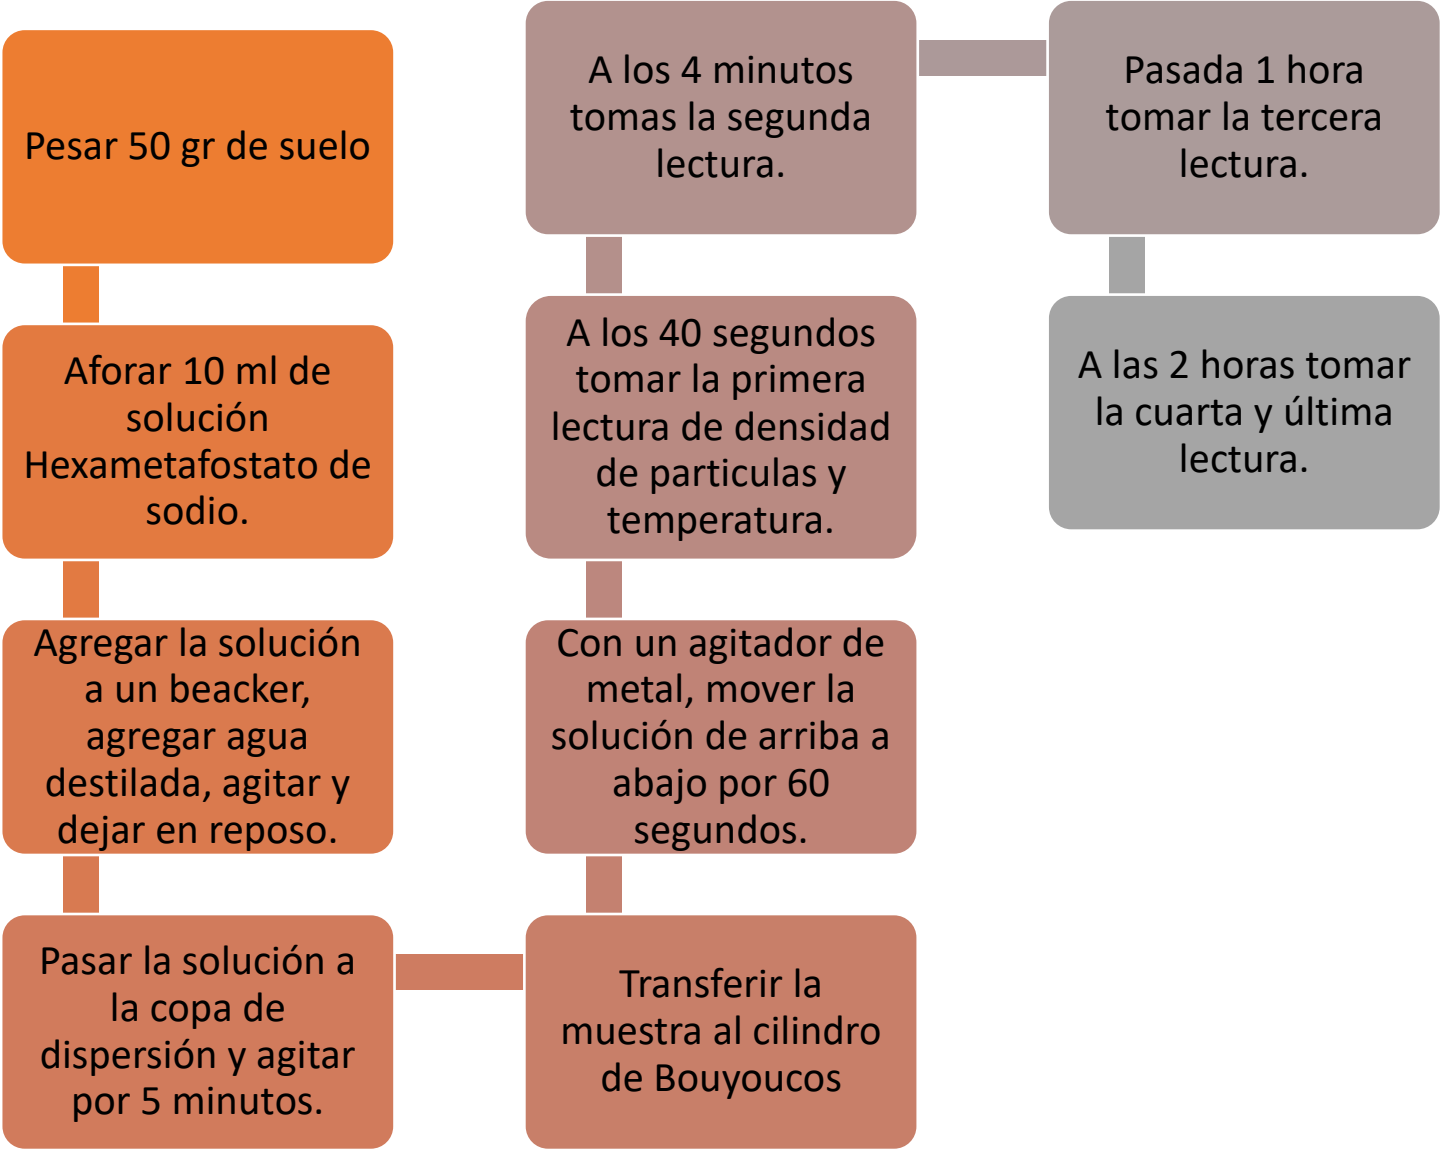 Pesar 50 gr de suelo
Aforar 10 ml de
solución
Hexametafostato de
sodio.
Agregar la solución
a un beacker,
agregar agua
destilada, agitar y
dejar en reposo.
Pasar la solución a
la copa de
dispersión y agitar
por 5 minutos.
Transferir la
muestra al cilindro
de Bouyoucos
Con un agitador de
metal, mover la
solución de arriba a
abajo por 60
segundos.
A los 40 segundos
tomar la primera
lectura de densidad
de particulas y
temperatura.
A los 4 minutos
tomas la segunda
lectura.
Pasada 1 hora
tomar la tercera
lectura.
A las 2 horas tomar
la cuarta y última
lectura.